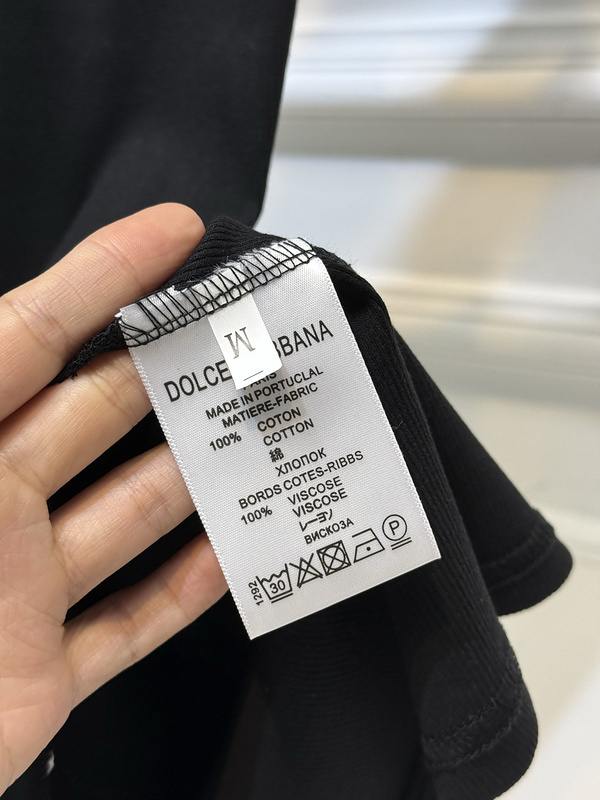 M
DOLCE BBANA
PARIS
MADE IN PORTUCLAL
MATIERE-FABRIC
100% COTON
COTTON
綿
ХЛОПОК
BORDS COTES-RIBBS
100% VISCOSE
VISCOSE
レーヨン
ВИСКОЗА
1292 30 P